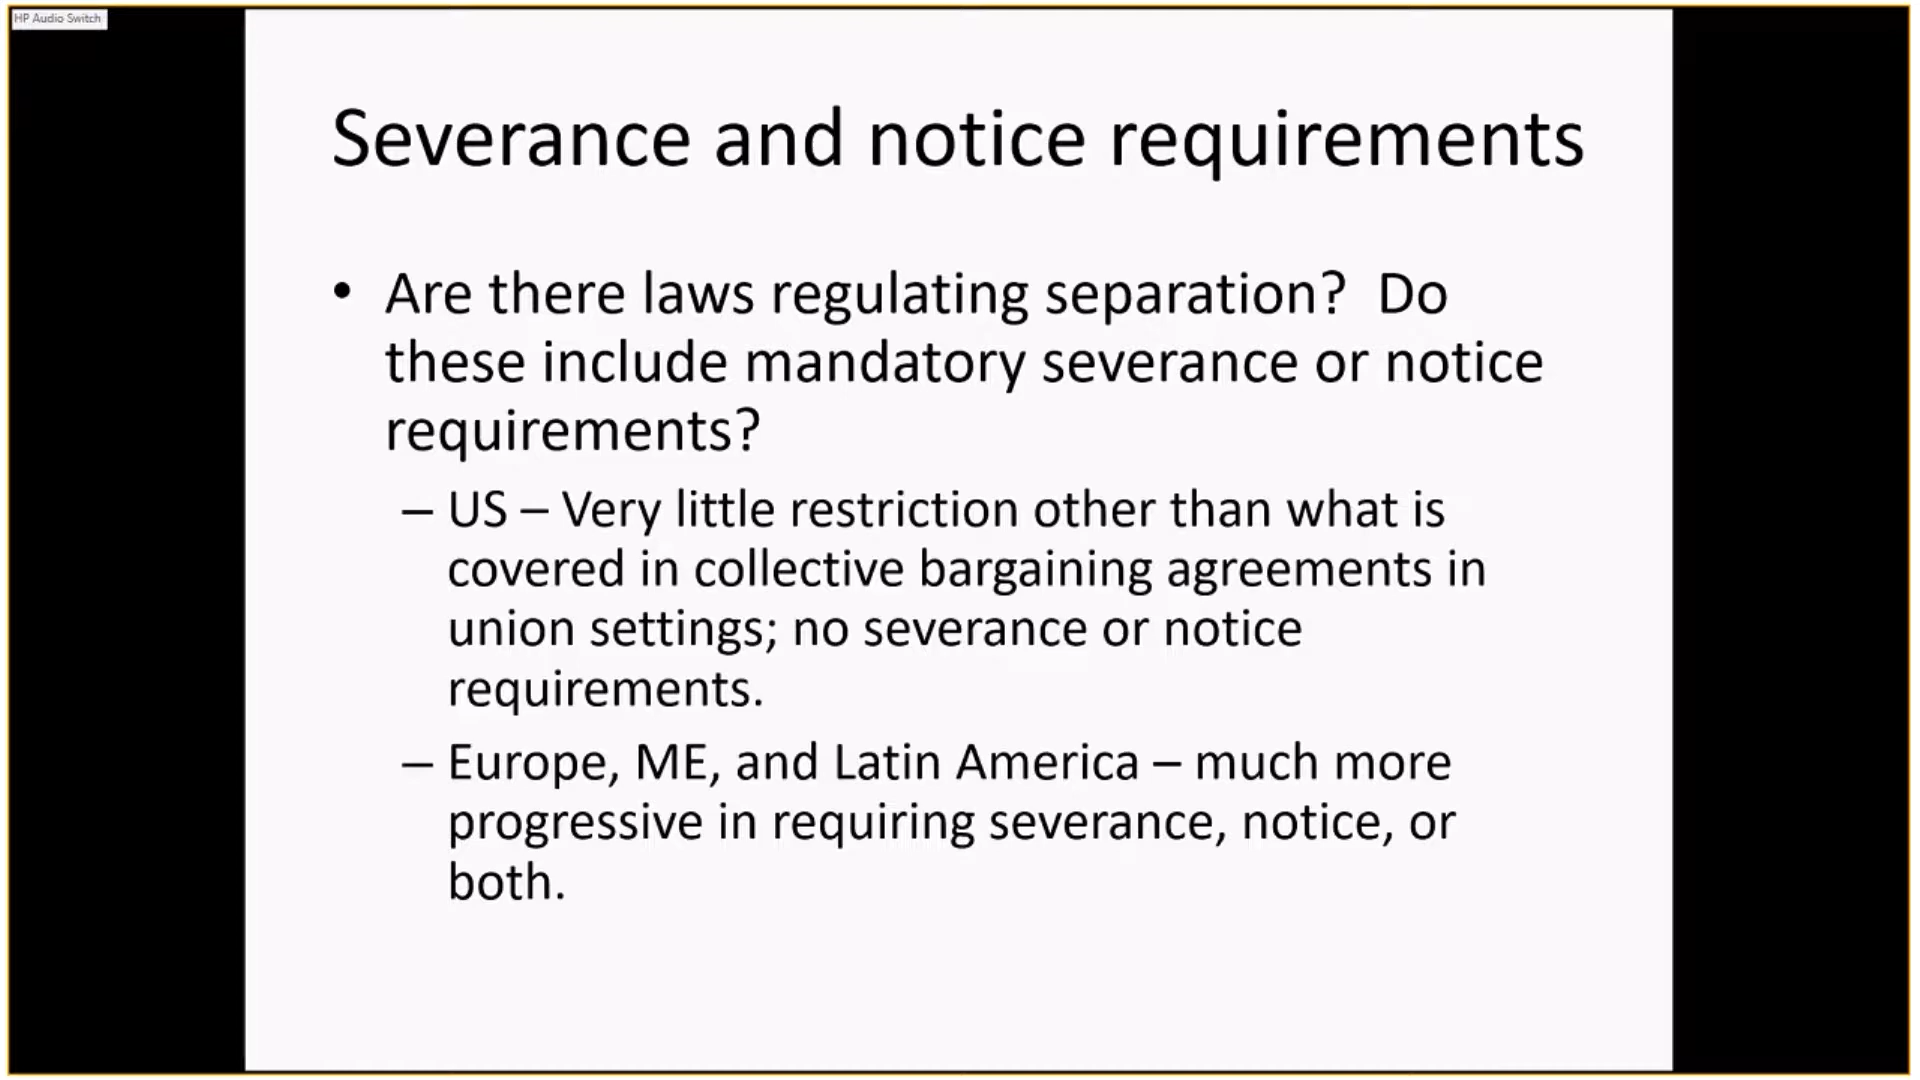 HP Audio Switch
Severance and notice requirements
• Are there laws regulating separation?  Do
these include mandatory severance or notice
requirements?
– US – Very little restriction other than what is
covered in collective bargaining agreements in
union settings; no severance or notice
requirements.
– Europe, ME, and Latin America – much more
progressive in requiring severance, notice, or
both.